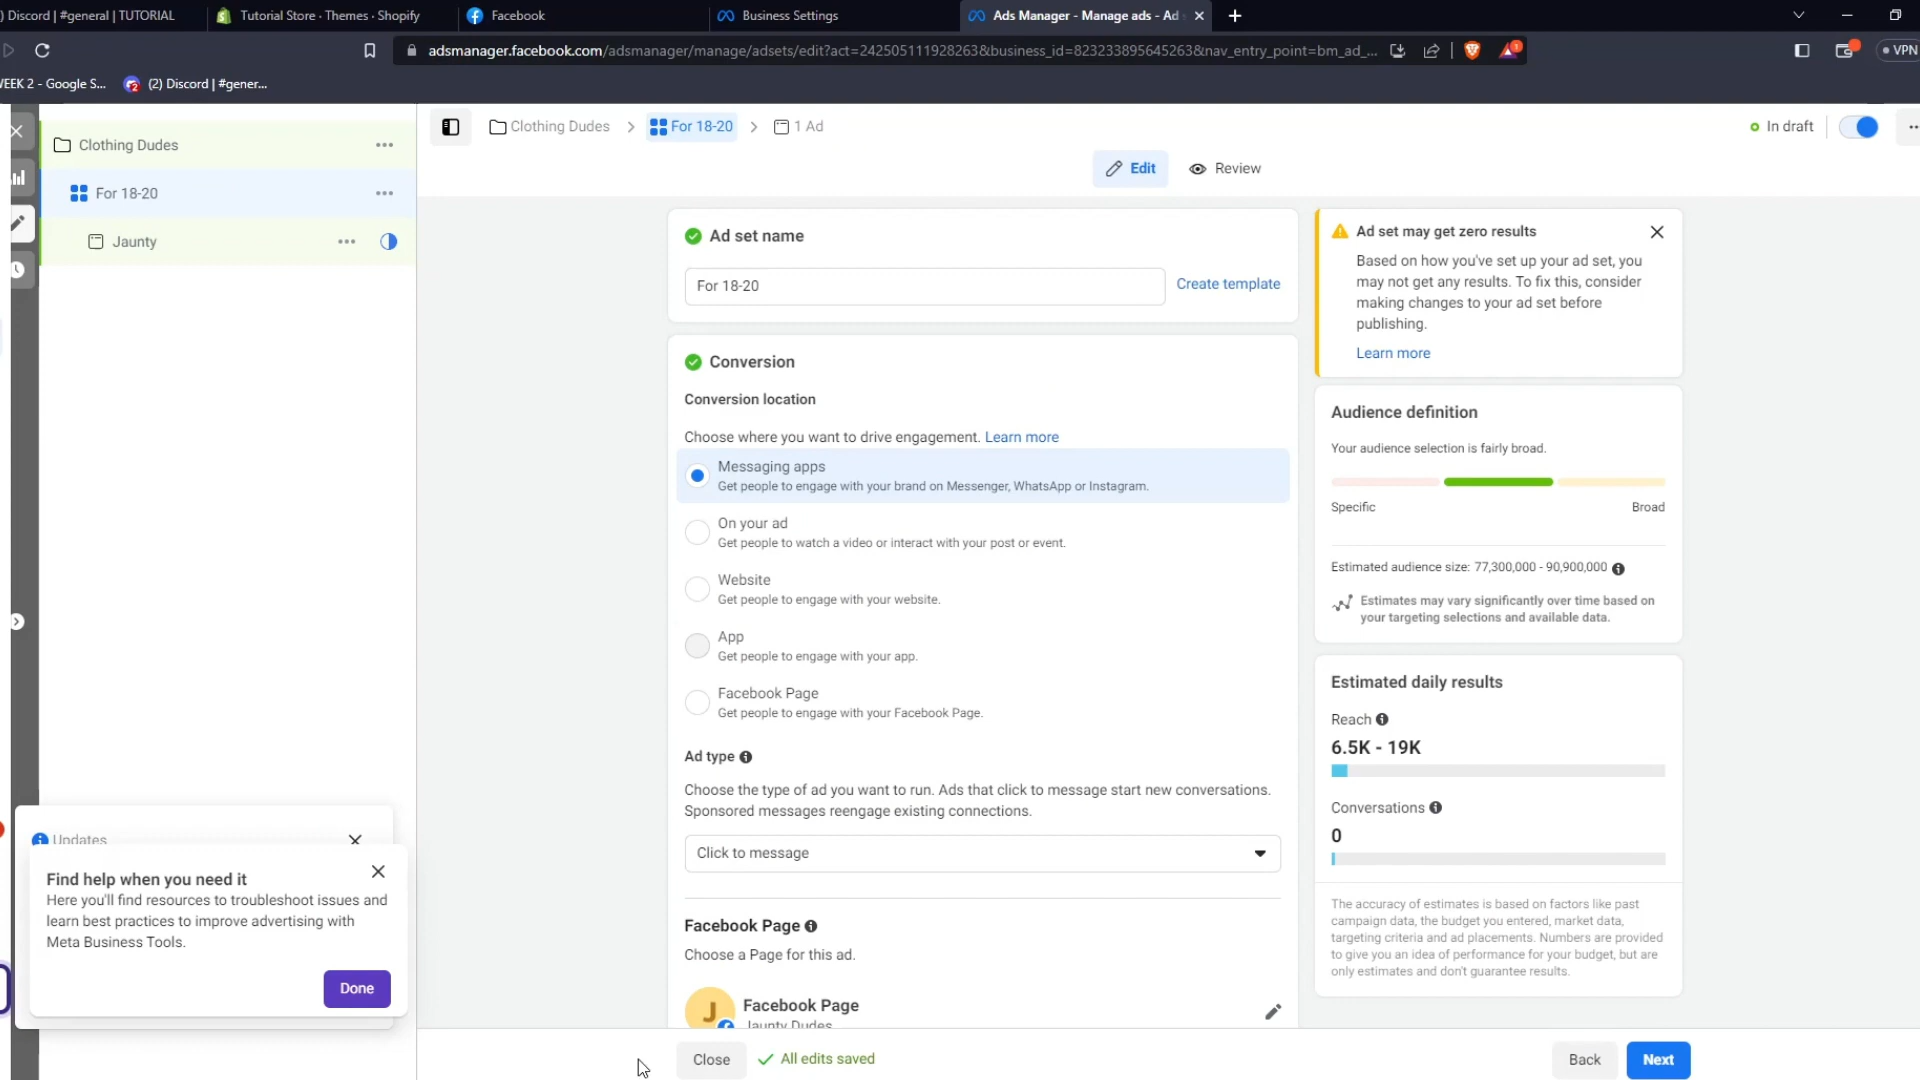 ) Discord | #general | TUTORIAL
Tutorial Store · Themes · Shopify
Facebook
Business Settings
Ads Manager - Manage ads - Ad
adsmanager.facebook.com/adsmanager/manage/adsets/edit?act=242505111928263&business_id=823233895645263&nav_entry_point=bm_ad_...
1
VPN
WEEK 2 - Google S...
(2) Discord | #gener...
Clothing Dudes
For 18-20
Jaunty
Clothing Dudes
For 18-20
1 Ad
In draft
Edit
Review
Ad set name
For 18-20
Create template
Conversion
Conversion location
Choose where you want to drive engagement. Learn more
Messaging apps
Get people to engage with your brand on Messenger, WhatsApp or Instagram.
On your ad
Get people to watch a video or interact with your post or event.
Website
Get people to engage with your website.
App
Get people to engage with your app.
Facebook Page
Get people to engage with your Facebook Page.
Ad type
Choose the type of ad you want to run. Ads that click to message start new conversations.
Sponsored messages reengage existing connections.
Click to message
Facebook Page
Choose a Page for this ad.
J
Facebook Page
Jaunty Dudes
Ad set may get zero results
Based on how you've set up your ad set, you
may not get any results. To fix this, consider
making changes to your ad set before
publishing.
Learn more
Audience definition
Your audience selection is fairly broad.
Specific
Broad
Estimated audience size: 77,300,000 - 90,900,000
Estimates may vary significantly over time based on
your targeting selections and available data.
Estimated daily results
Reach
6.5K - 19K
Conversations
0
The accuracy of estimates is based on factors like past
campaign data, the budget you entered, market data,
targeting criteria and ad placements. Numbers are provided
to give you an idea of performance for your budget, but are
only estimates and don't guarantee results.
Updates
Find help when you need it
Here you'll find resources to troubleshoot issues and
learn best practices to improve advertising with
Meta Business Tools.
Done
Close
All edits saved
Back
Next